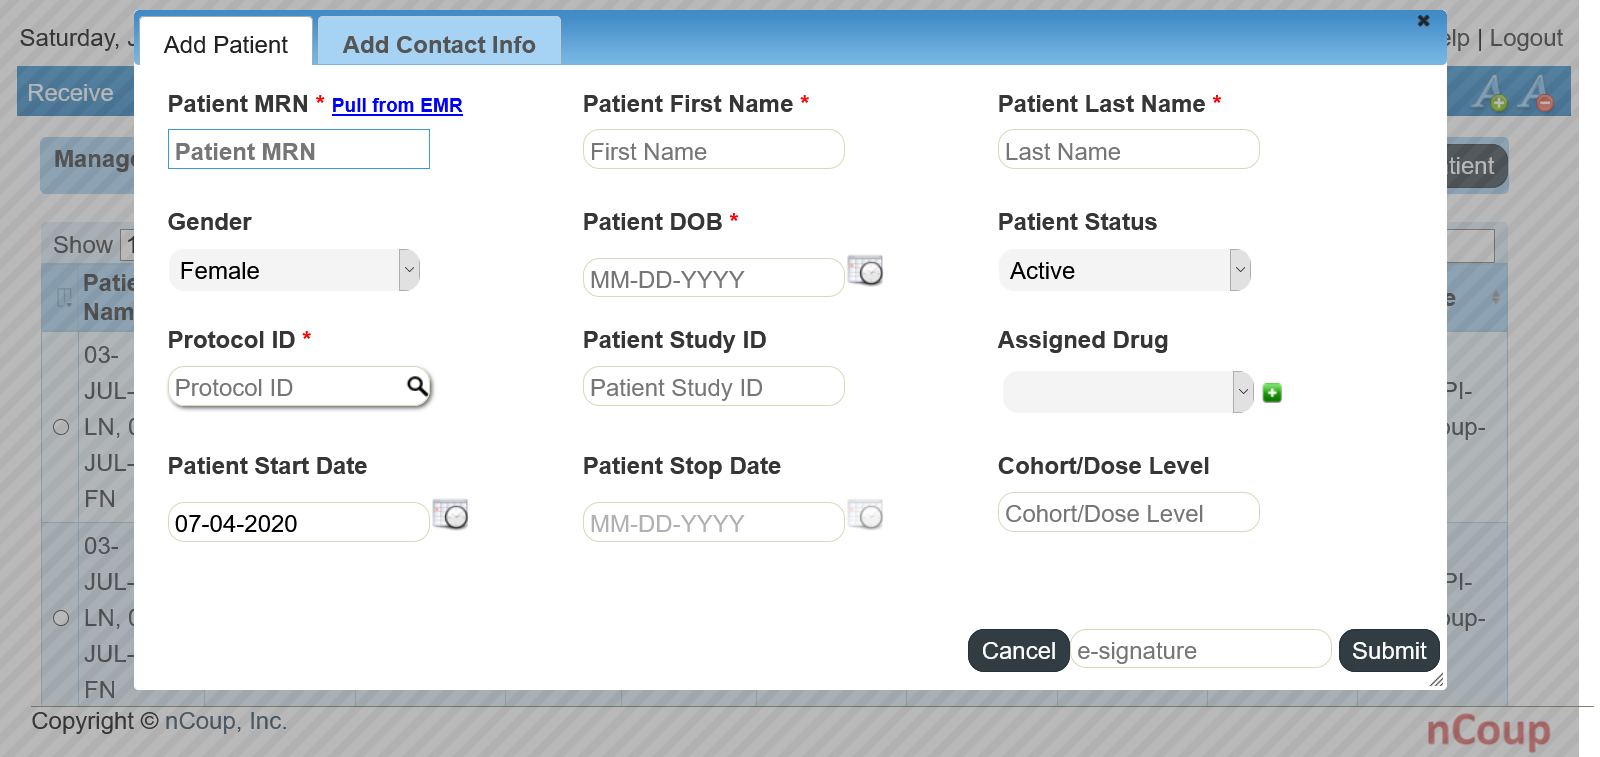 Saturday, J
elp | Logout
Add Patient
Add Contact Info
Receive
Patient MRN * Pull from EMR
Patient First Name *
Patient Last Name *
Patient MRN
First Name
Last Name
Manage
tient
Gender
Patient DOB *
Patient Status
Show 1
Female
MM-DD-YYYY
Active
Patie
Nam
e
Protocol ID *
Patient Study ID
Assigned Drug
Protocol ID
Patient Study ID
03-
JUL-
LN, 0
JUL-
FN
PI-
oup-
Patient Start Date
Patient Stop Date
Cohort/Dose Level
07-04-2020
MM-DD-YYYY
Cohort/Dose Level
03-
JUL-
LN, 0
JUL-
FN
PI-
oup-
Cancel
e-signature
Submit
Copyright © nCoup, Inc.
nCoup